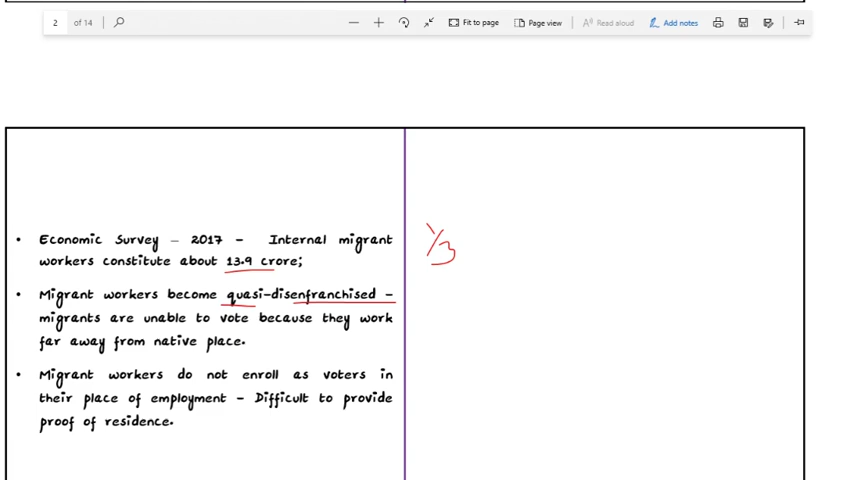 2 of 14 Fit to page Page view Read aloud Add notes
• Economic Survey – 2017 – Internal migrant
workers constitute about 13.9 crore;
• Migrant workers become quasi-disenfranchised –
migrants are unable to vote because they work
far away from native place.
• Migrant workers do not enroll as voters in
their place of employment – Difficult to provide
proof of residence.
1/3